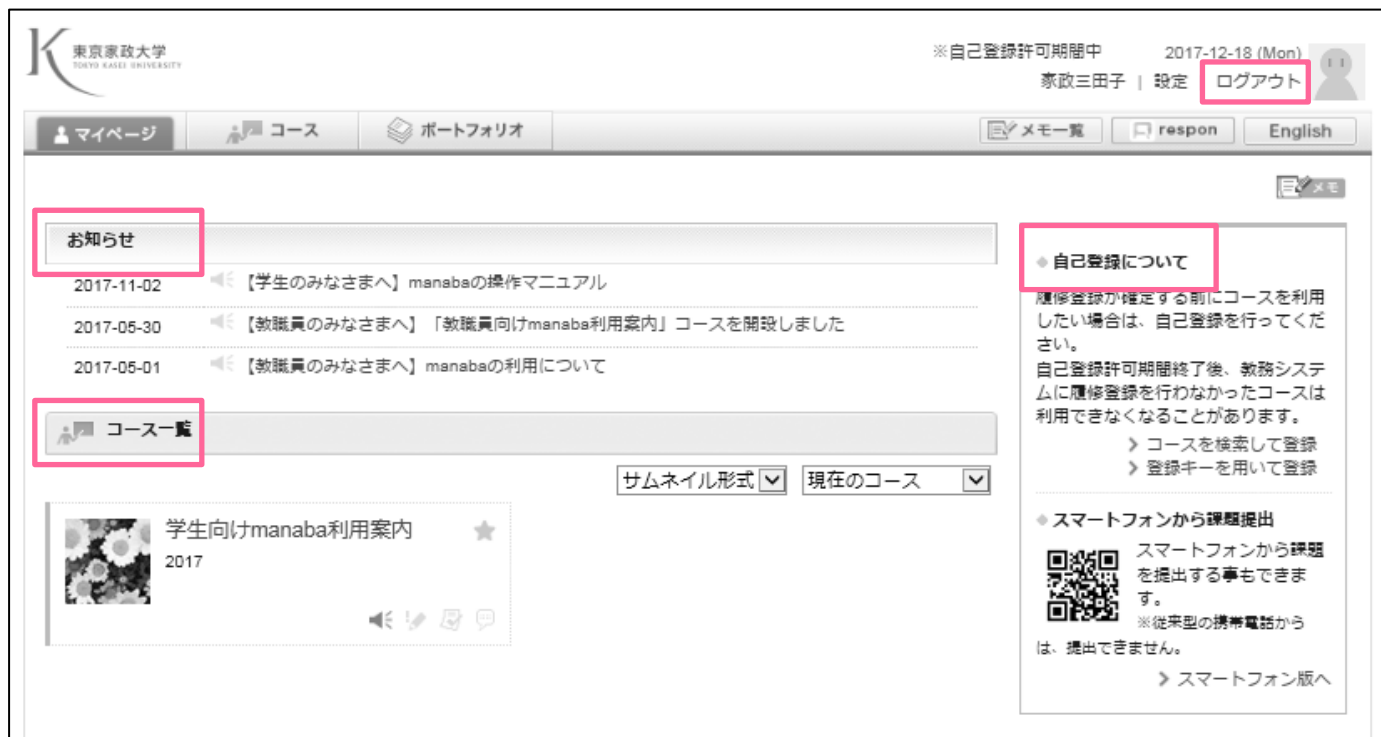 東京家政大学
TOKYO KASEI UNIVERSITY
※自己登録許可期間中 2017-12-18 (Mon)
家政三田子 | 設定 ログアウト
マイページ コース ポートフォリオ メモ一覧 respon English
メモ
お知らせ
2017-11-02 【学生のみなさまへ】manabaの操作マニュアル
2017-05-30 【教職員のみなさまへ】「教職員向けmanaba利用案内」コースを開設しました
2017-05-01 【教職員のみなさまへ】manabaの利用について
コース一覧
サムネイル形式 現在のコース
学生向けmanaba利用案内
2017
自己登録について
履修登録が確定する前にコースを利用
したい場合は、自己登録を行ってくだ
さい。
自己登録許可期間終了後、教務システ
ムに履修登録を行わなかったコースは
利用できなくなることがあります。
コースを検索して登録
登録キーを用いて登録
スマートフォンから課題提出
スマートフォンから課題
を提出する事もできま
す。
※従来型の携帯電話から
は、提出できません。
スマートフォン版へ